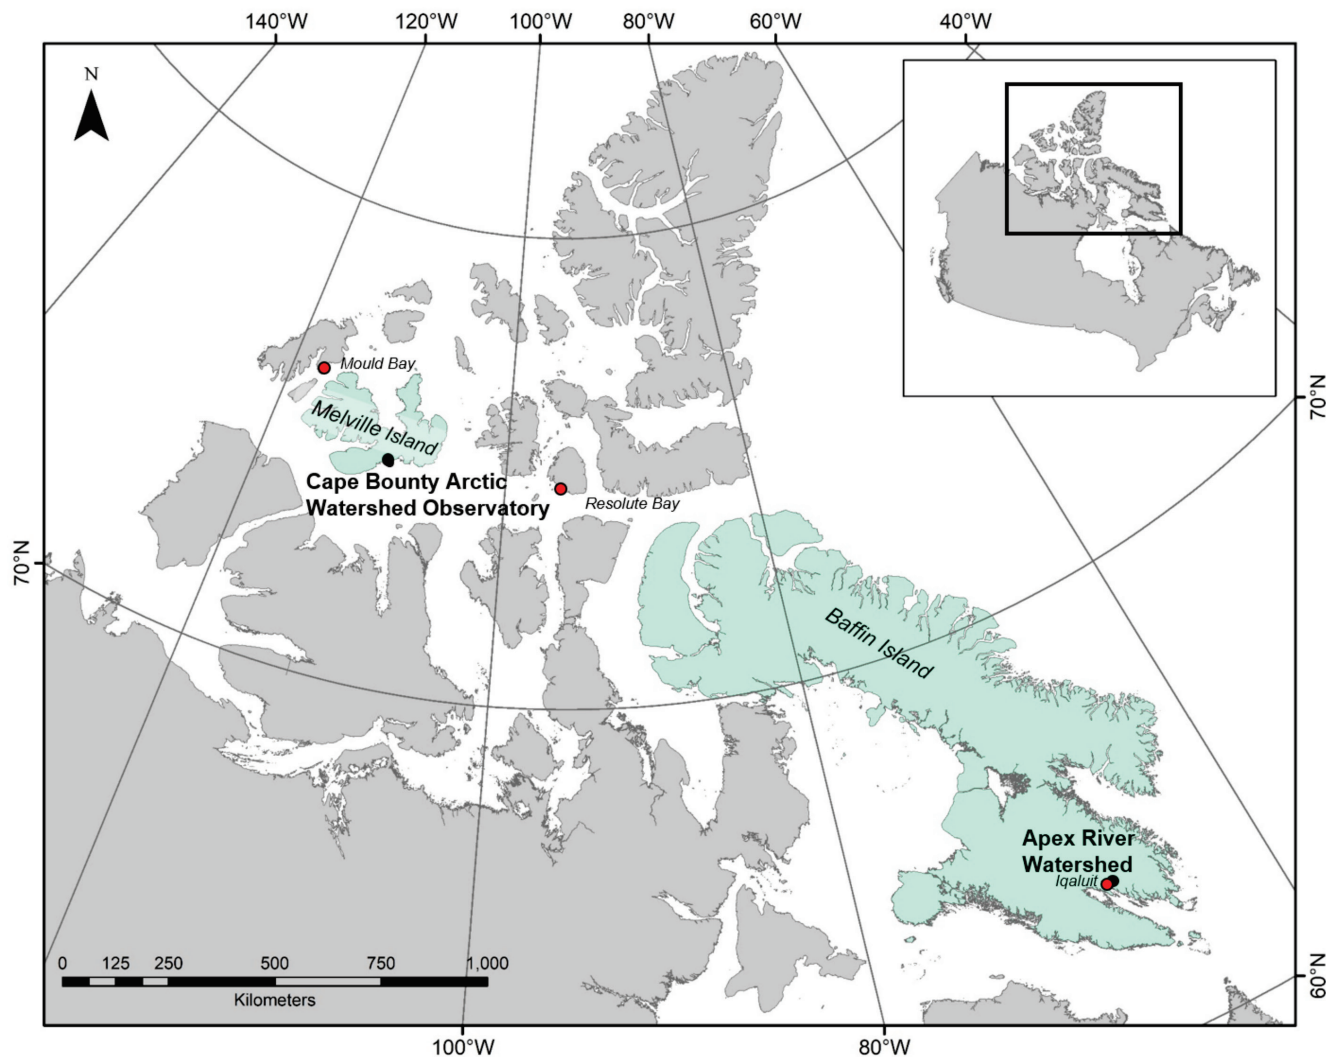 140°W 120°W 100°W 80°W 60°W 40°W
N
Mould Bay
Melville Island
Cape Bounty Arctic
Watershed Observatory
Resolute Bay
70°N
70°N
Baffin Island
Apex River
Watershed
Iqaluit
0 125 250 500 750 1,000
Kilometers
60°N
100°W 80°W